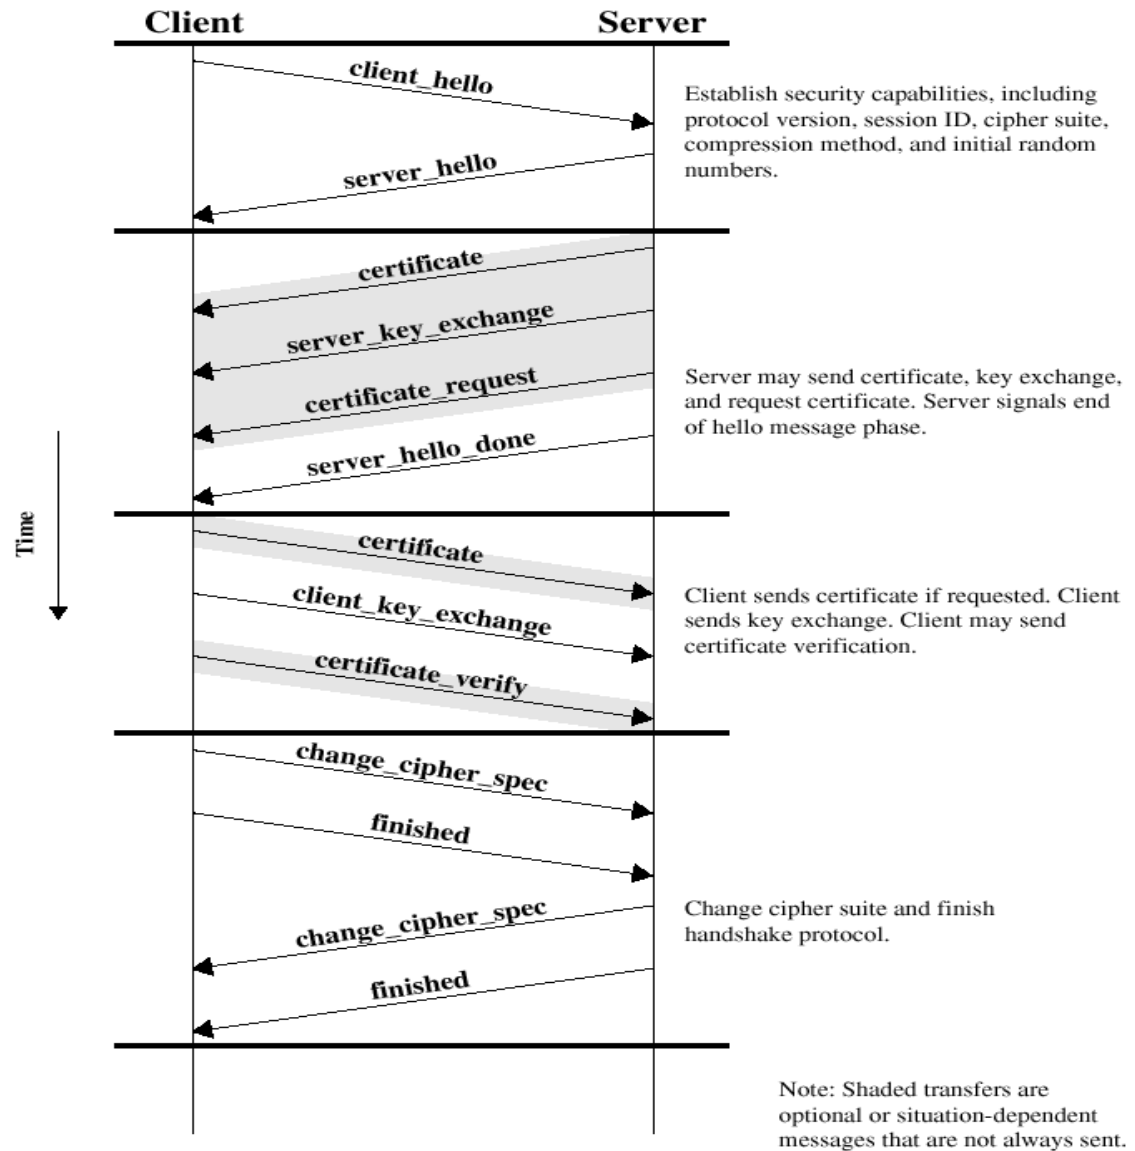 Client
Server
client_hello
Establish security capabilities, including
protocol version, session ID, cipher suite,
compression method, and initial random
numbers.
server_hello
certificate
server_key_exchange
certificate_request
Server may send certificate, key exchange,
and request certificate. Server signals end
of hello message phase.
server_hello_done
Time
certificate
client_key_exchange
Client sends certificate if requested. Client
sends key exchange. Client may send
certificate verification.
certificate_verify
change_cipher_spec
finished
change_cipher_spec
Change cipher suite and finish
handshake protocol.
finished
Note: Shaded transfers are
optional or situation-dependent
messages that are not always sent.